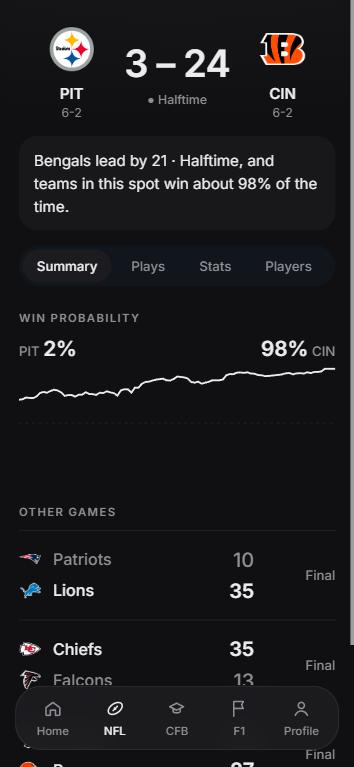 Steelers
3 – 24
PIT
CIN
6-2
• Halftime
6-2
Bengals lead by 21 · Halftime, and
teams in this spot win about 98% of the
time.
Summary
Plays
Stats
Players
WIN PROBABILITY
PIT 2%
98% CIN
OTHER GAMES
Patriots
10
Lions
35
Final
Chiefs
35
Falcons
13
Final
Home
NFL
CFB
F1
Profile
Final